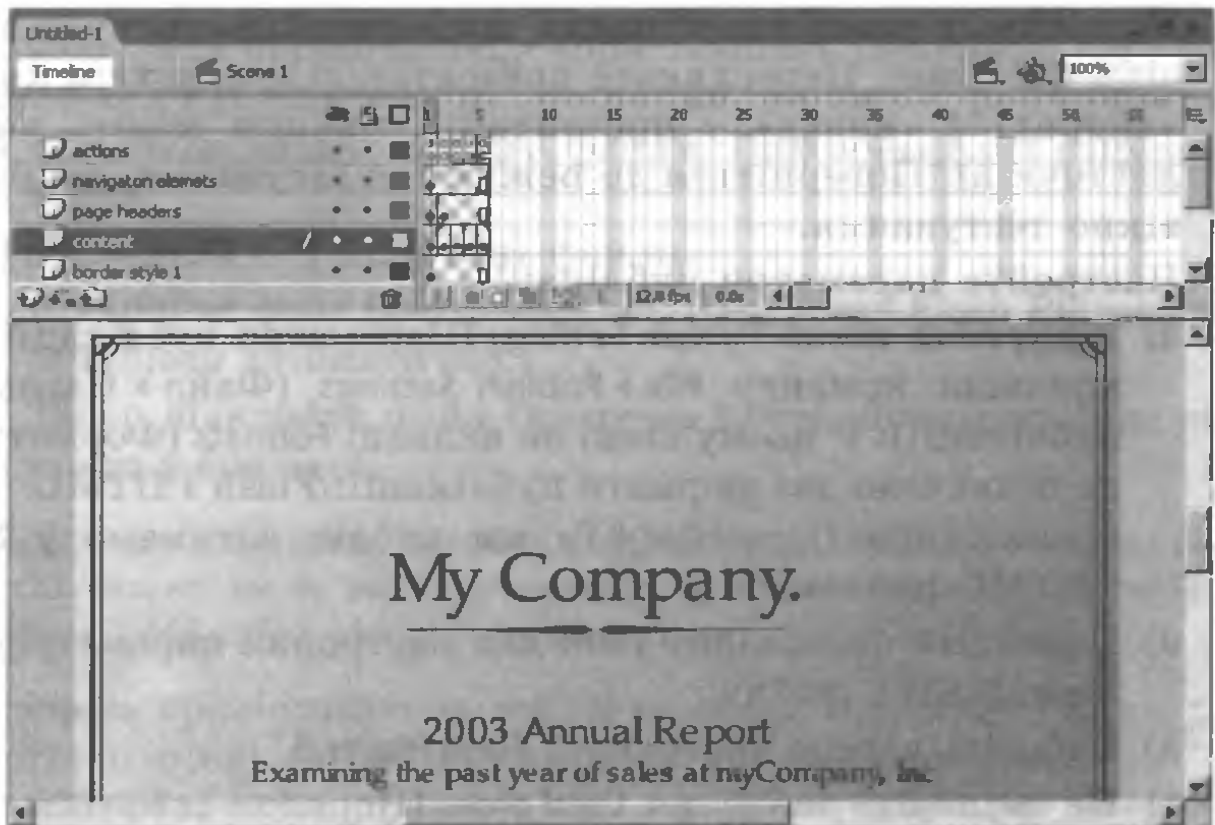 Untitled-1
Timeline Scene 1 100%
5 10 15 20 25 30 35 40 45 50
actions
navigaton elemets
page headers
content
border style 1
12.0 fps 0.0s
My Company.
2003 Annual Report
Examining the past year of sales at myCompany, Inc